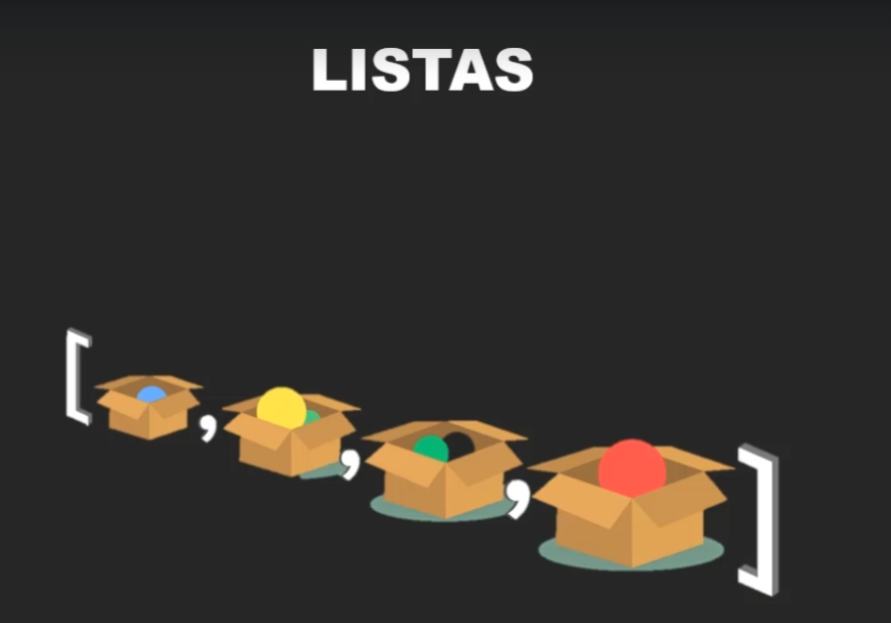 LISTAS
[ , , , ]